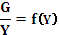 G/Y = f(Y)